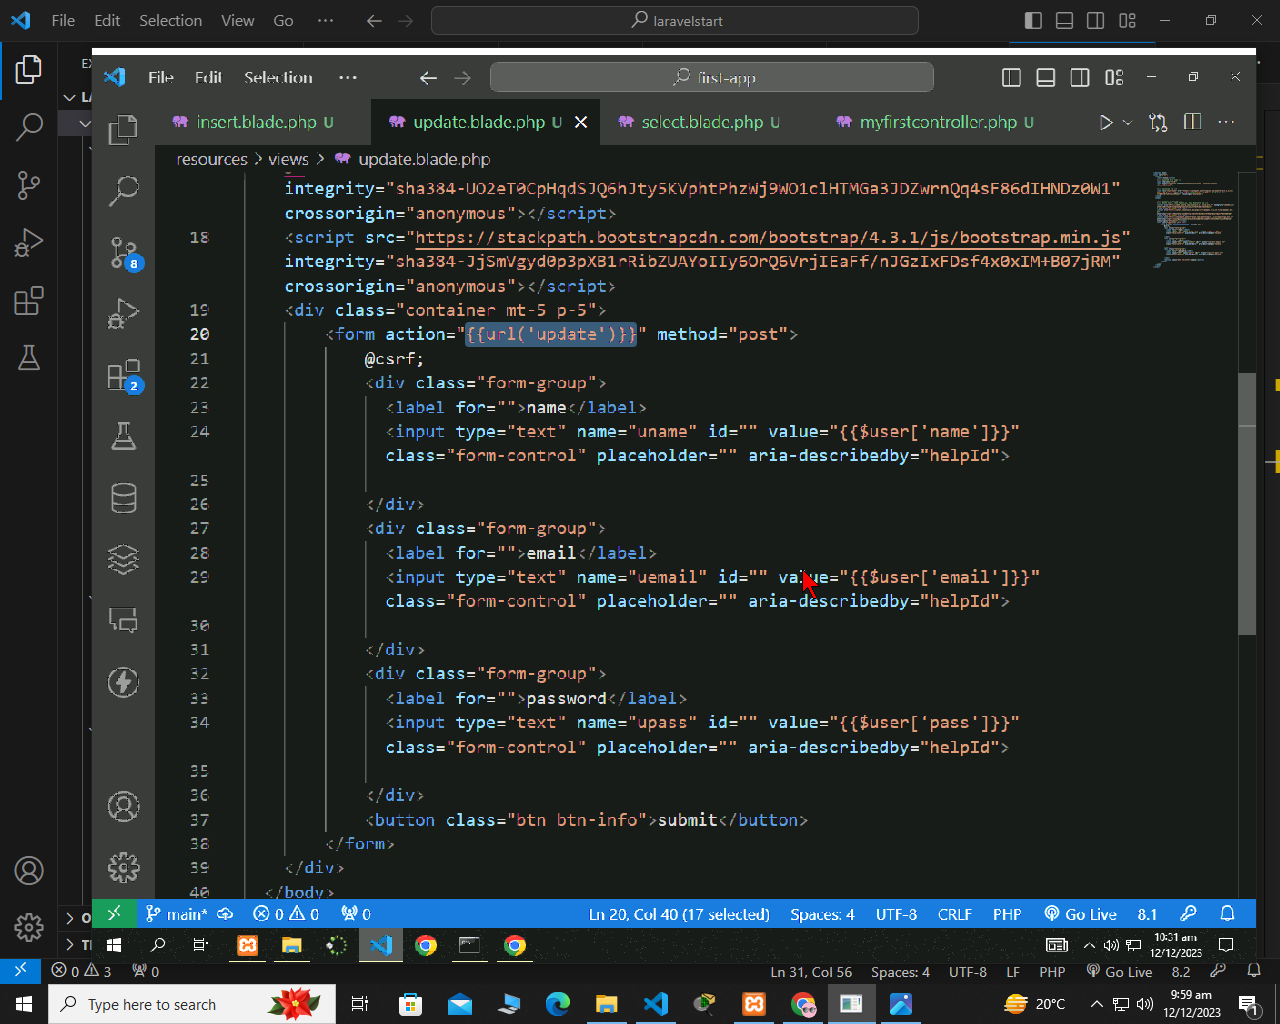 File Edit Selection View Go ··· laravelstart
File Edit Selection ··· first-app
insert.blade.php U update.blade.php U select.blade.php U myfirstcontroller.php U
resources > views > update.blade.php
integrity="sha384-UO2eT0CpHqdSJQ6hJty5KVphtPhzWj9WO1clHTMGa3JDZwrnQq4sF86dIHNDz0W1"
crossorigin="anonymous"></script>
18 <script src="https://stackpath.bootstrapcdn.com/bootstrap/4.3.1/js/bootstrap.min.js"
integrity="sha384-JjSmVgyd0p3pXB1rRibZUAYoIIy6OrQ6VrjIEaFf/nJGzIxFDsf4x0xIM+B07jRM"
crossorigin="anonymous"></script>
19 <div class="container mt-5 p-5">
20 <form action="{{url('update')}}" method="post">
21 @csrf;
22 <div class="form-group">
23 <label for="">name</label>
24 <input type="text" name="uname" id="" value="{{$user['name']}}"
class="form-control" placeholder="" aria-describedby="helpId">
25
26 </div>
27 <div class="form-group">
28 <label for="">email</label>
29 <input type="text" name="uemail" id="" value="{{$user['email']}}"
class="form-control" placeholder="" aria-describedby="helpId">
30
31 </div>
32 <div class="form-group">
33 <label for="">password</label>
34 <input type="text" name="upass" id="" value="{{$user['pass']}}"
class="form-control" placeholder="" aria-describedby="helpId">
35
36 </div>
37 <button class="btn btn-info">submit</button>
38 </form>
39 </div>
40 </body>
8
2
main* 0 0 0 Ln 20, Col 40 (17 selected) Spaces: 4 UTF-8 CRLF PHP Go Live 8.1
10:31 am
12/12/2023
0 3 0 Ln 31, Col 56 Spaces: 4 UTF-8 LF PHP Go Live 8.2
Type here to search 20°C 9:59 am
12/12/2023
1